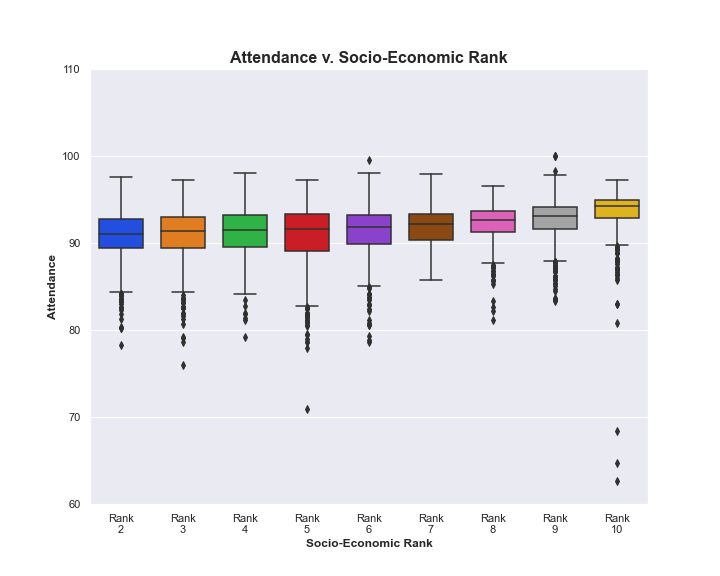 Attendance v. Socio-Economic Rank
110
100
90
80
70
60
Attendance
Rank Rank Rank Rank Rank Rank Rank Rank Rank
2 3 4 5 6 7 8 9 10
Socio-Economic Rank